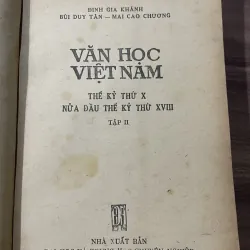 ĐINH GIA KHÁNH
BÙI DUY TÂN – MAI CAO CHƯƠNG
VĂN HỌC
VIỆT NAM
THẾ KỶ THỨ X
NỬA ĐẦU THẾ KỶ THỨ XVIII
TẬP II
NHÀ XUẤT BẢN